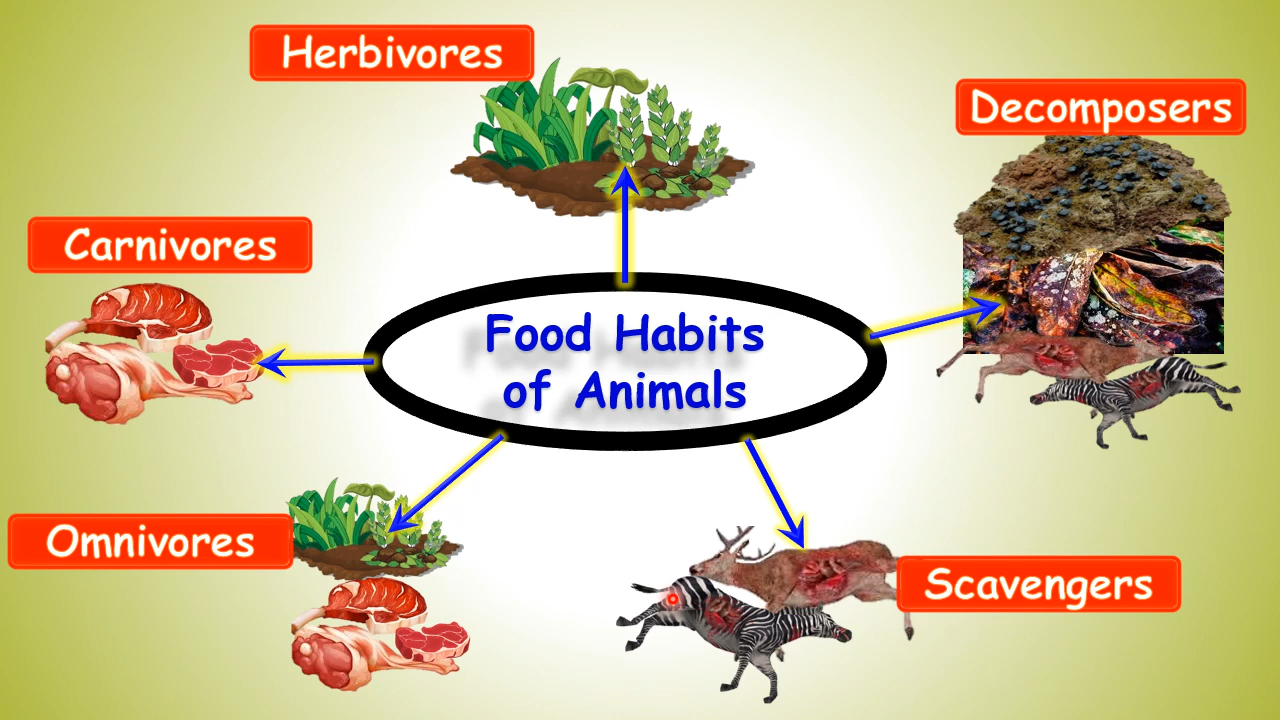 Herbivores
Decomposers
Carnivores
Food Habits
of Animals
Omnivores
Scavengers